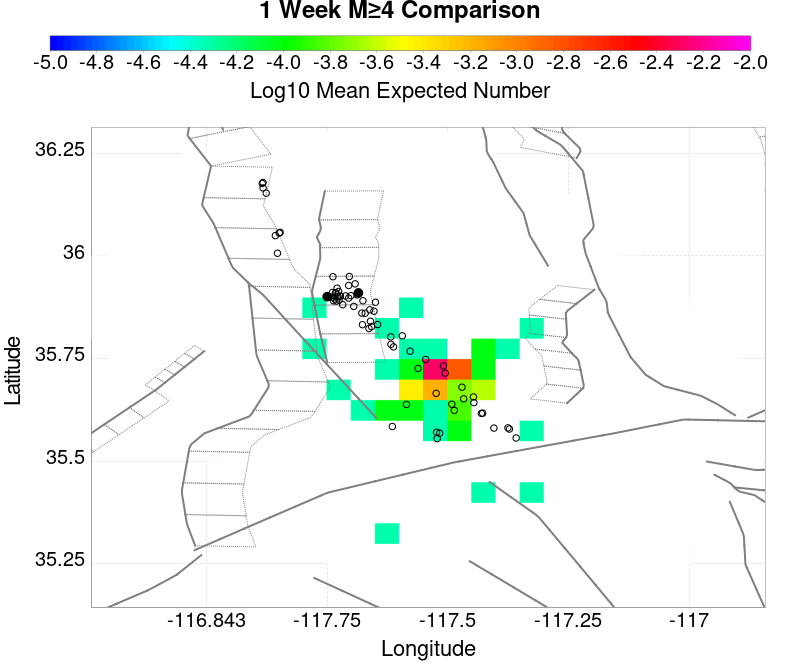 1 Week M≥4 Comparison
-5.0 -4.8 -4.6 -4.4 -4.2 -4.0 -3.8 -3.6 -3.4 -3.2 -3.0 -2.8 -2.6 -2.4 -2.2 -2.0
Log10 Mean Expected Number
36.25
36
35.75
35.5
35.25
Latitude
-116.843 -117.75 -117.5 -117.25 -117
Longitude